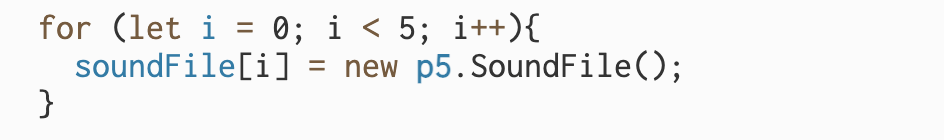 for (let i = 0; i < 5; i++){
  soundFile[i] = new p5.SoundFile();
}